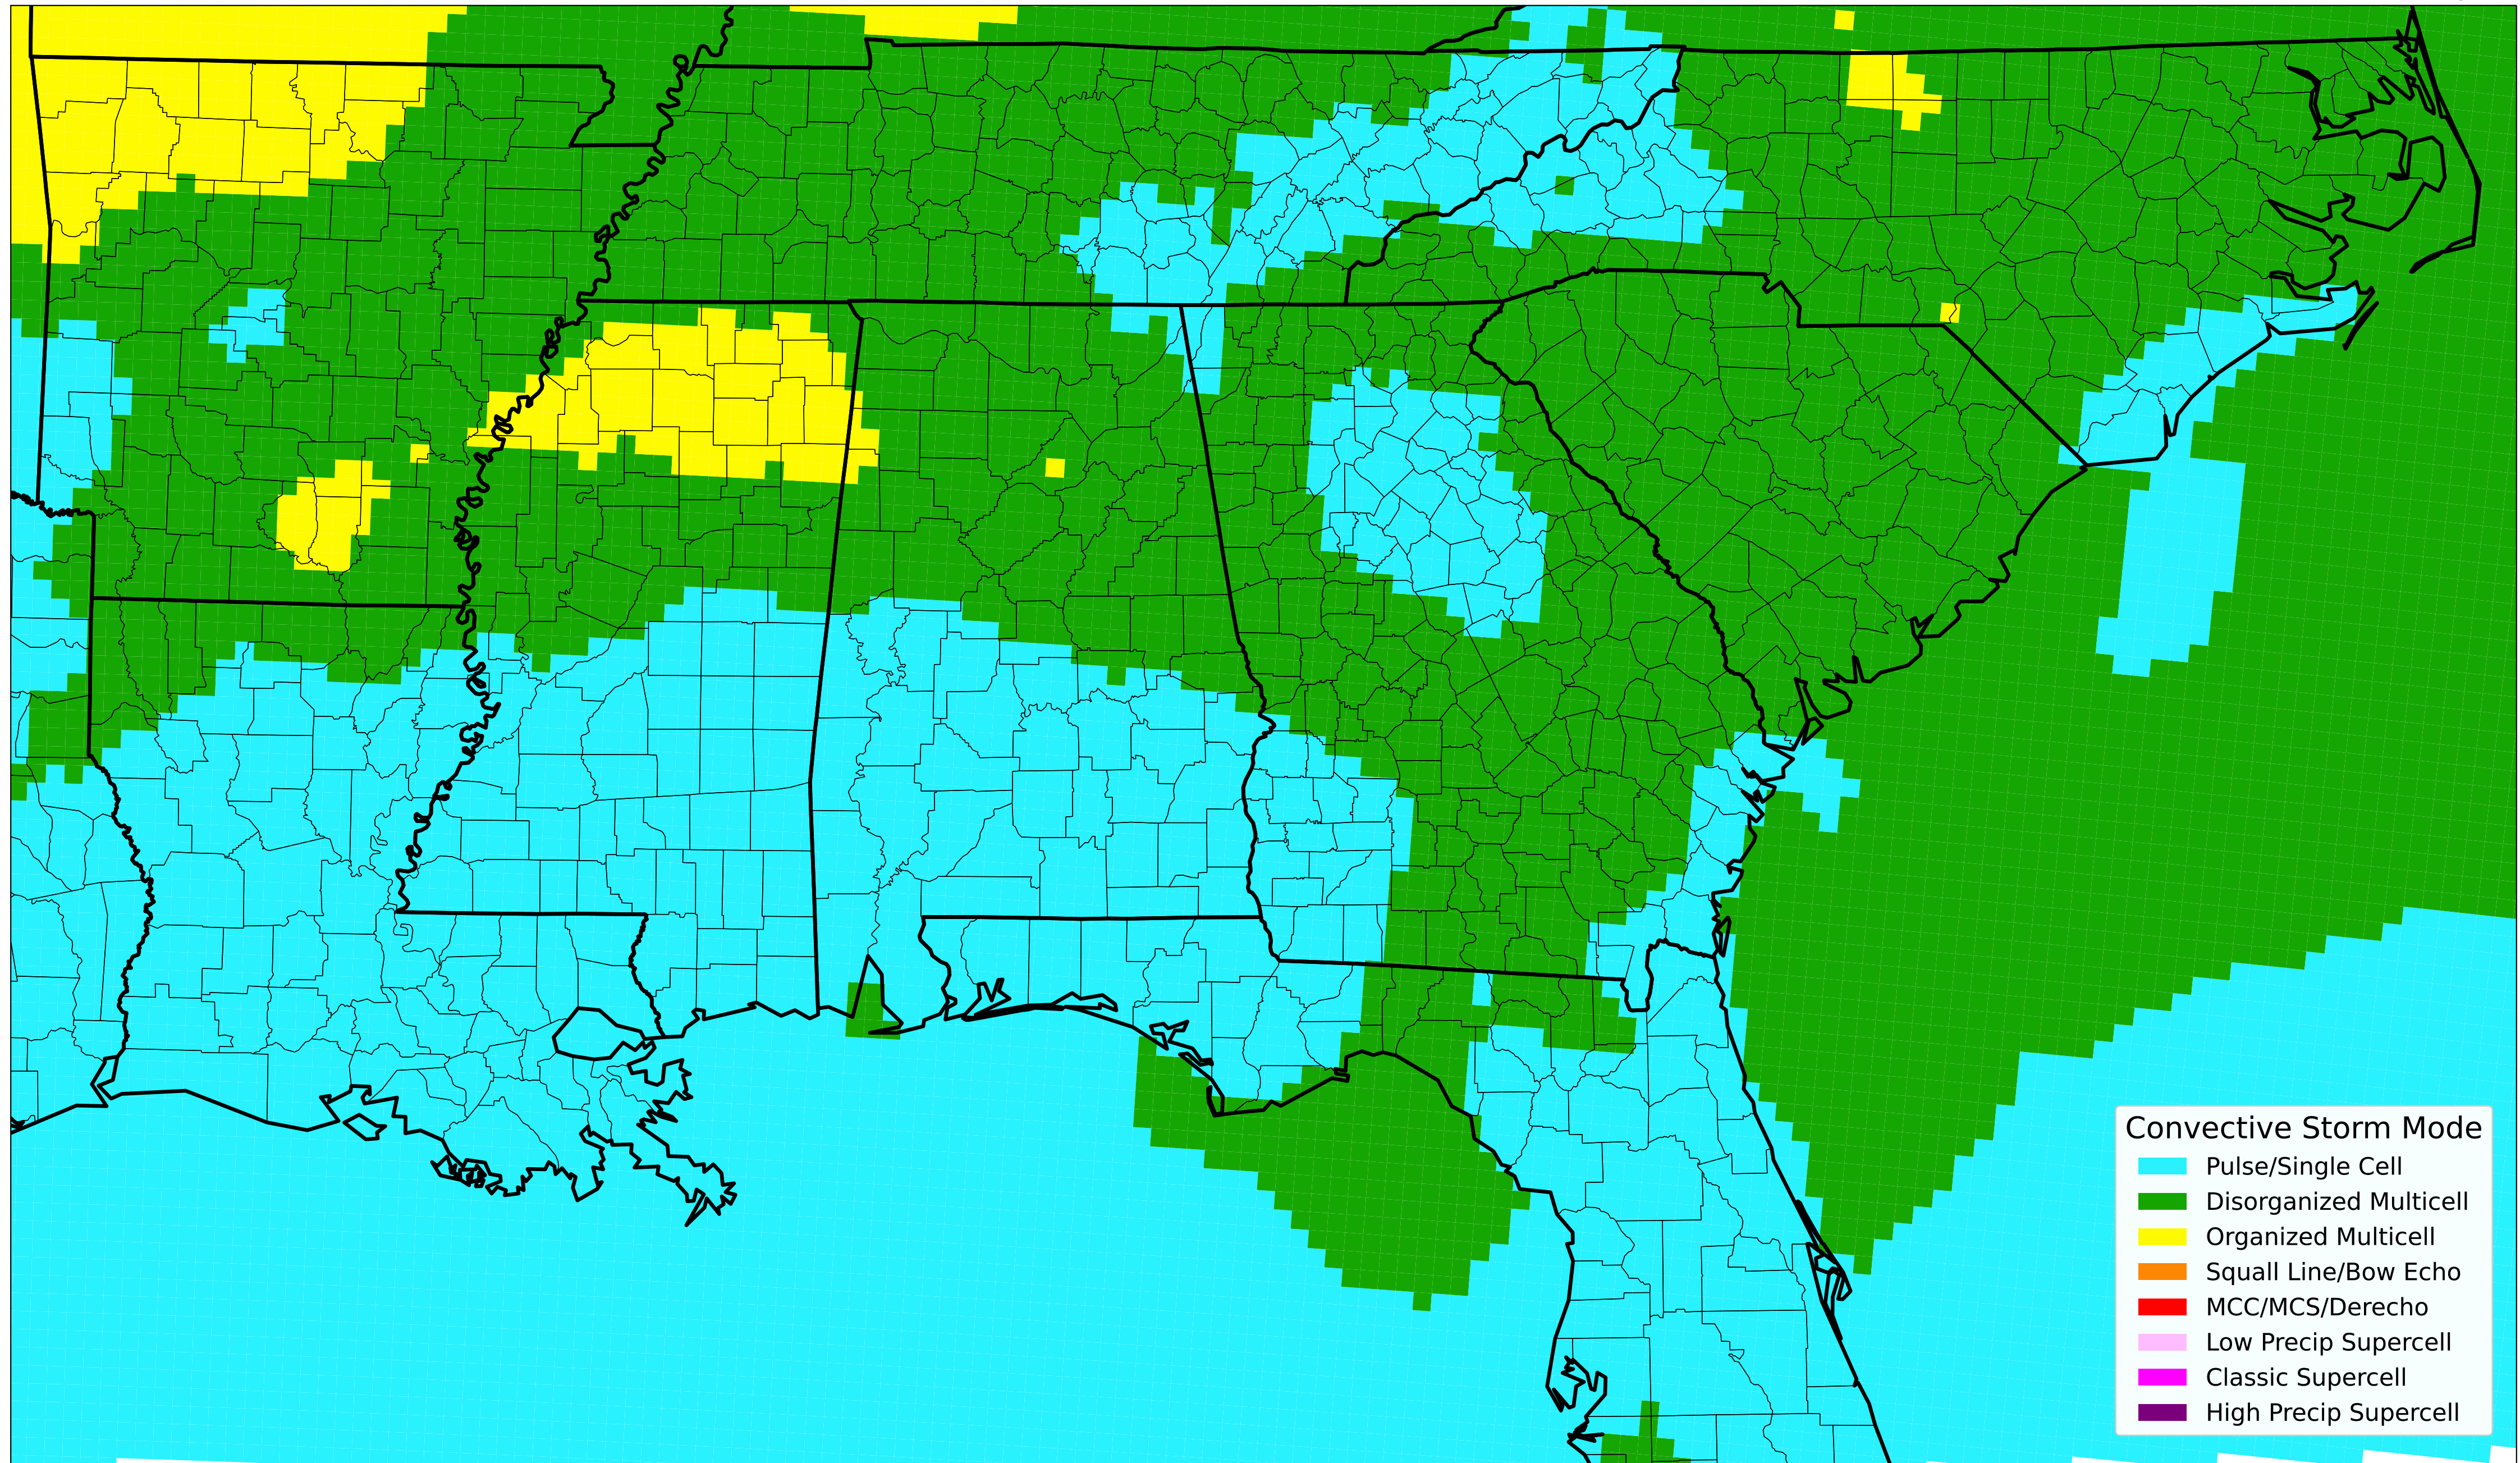 Convective Storm Mode
Pulse/Single Cell
Disorganized Multicell
Organized Multicell
Squall Line/Bow Echo
MCC/MCS/Derecho
Low Precip Supercell
Classic Supercell
High Precip Supercell